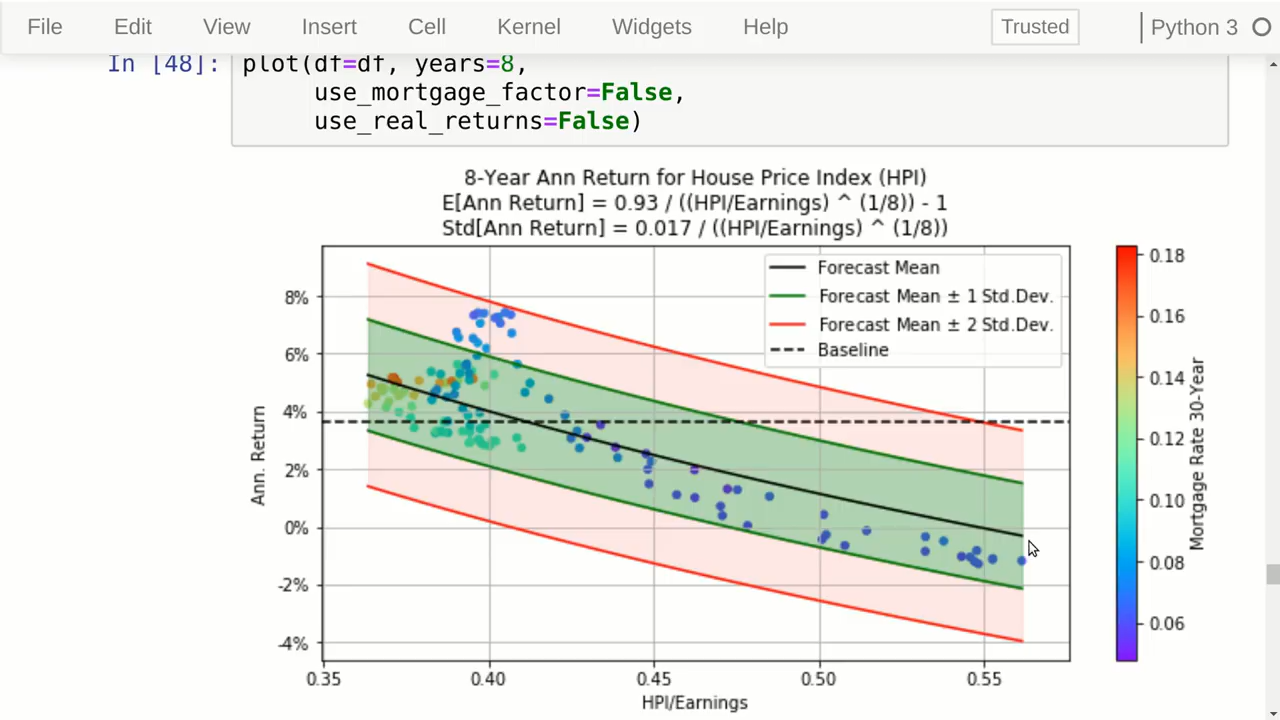 File Edit View Insert Cell Kernel Widgets Help Trusted Python 3
In [48]: plot(df=df, years=8,
use_mortgage_factor=False,
use_real_returns=False)
8-Year Ann Return for House Price Index (HPI)
E[Ann Return] = 0.93 / ((HPI/Earnings) ^ (1/8)) - 1
Std[Ann Return] = 0.017 / ((HPI/Earnings) ^ (1/8))
Forecast Mean
Forecast Mean ± 1 Std.Dev.
Forecast Mean ± 2 Std.Dev.
Baseline
8%
6%
4%
2%
0%
-2%
-4%
Ann. Return
0.35 0.40 0.45 0.50 0.55
HPI/Earnings
0.18
0.16
0.14
0.12
0.10
0.08
0.06
Mortgage Rate 30-Year